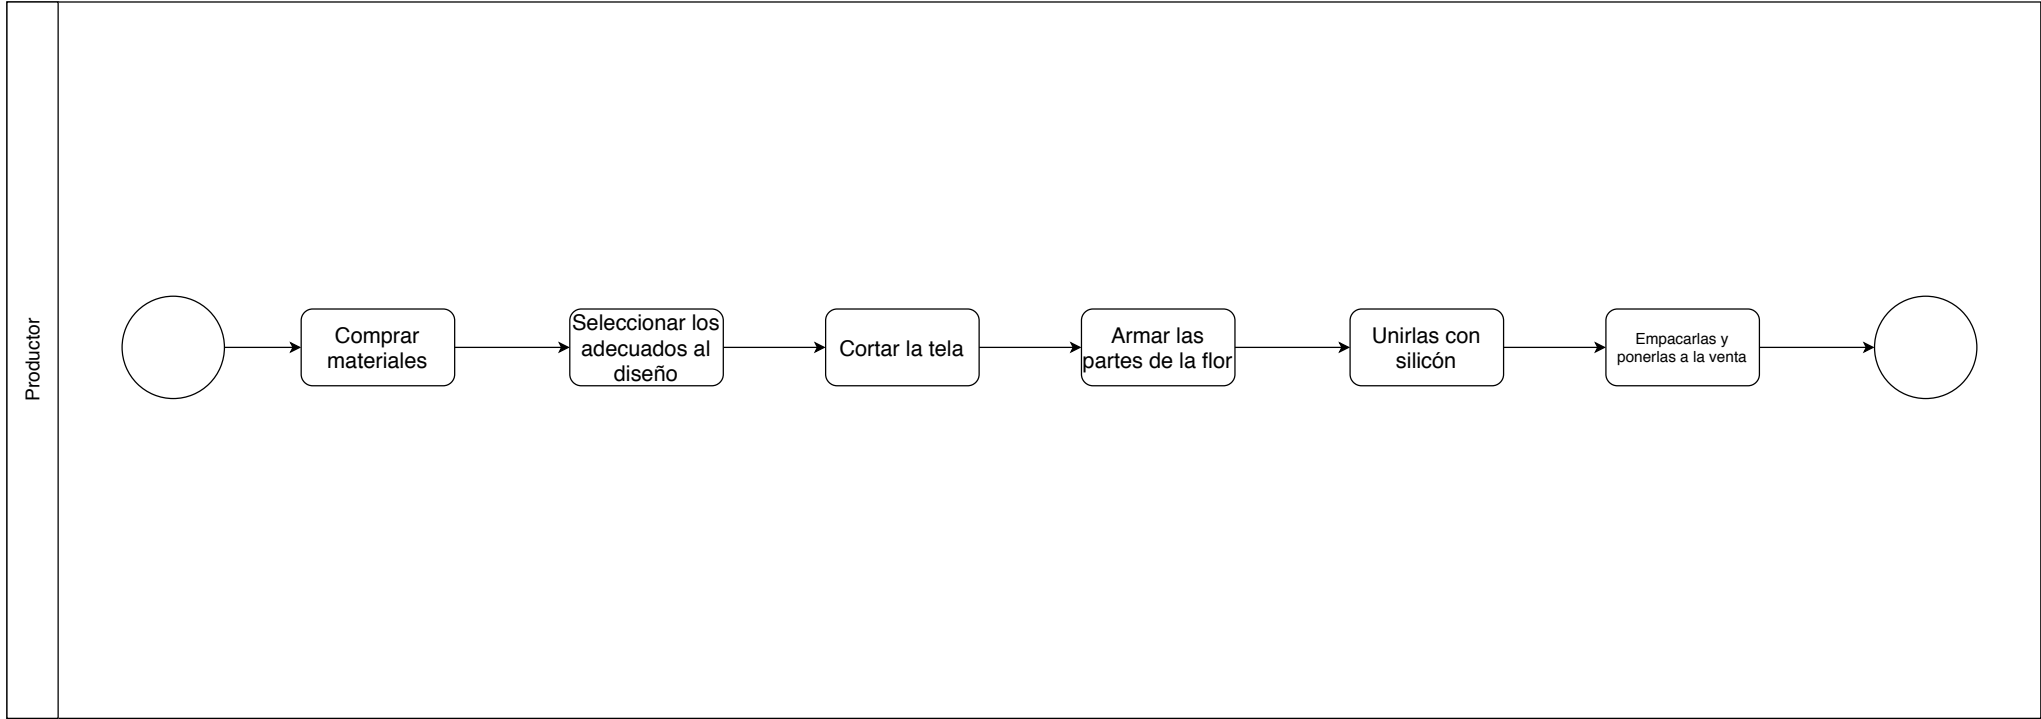 Productor
Comprar
materiales
Seleccionar los
adecuados al
diseño
Cortar la tela
Armar las
partes de la flor
Unirlas con
silicón
Empacarlas y
ponerlas a la venta